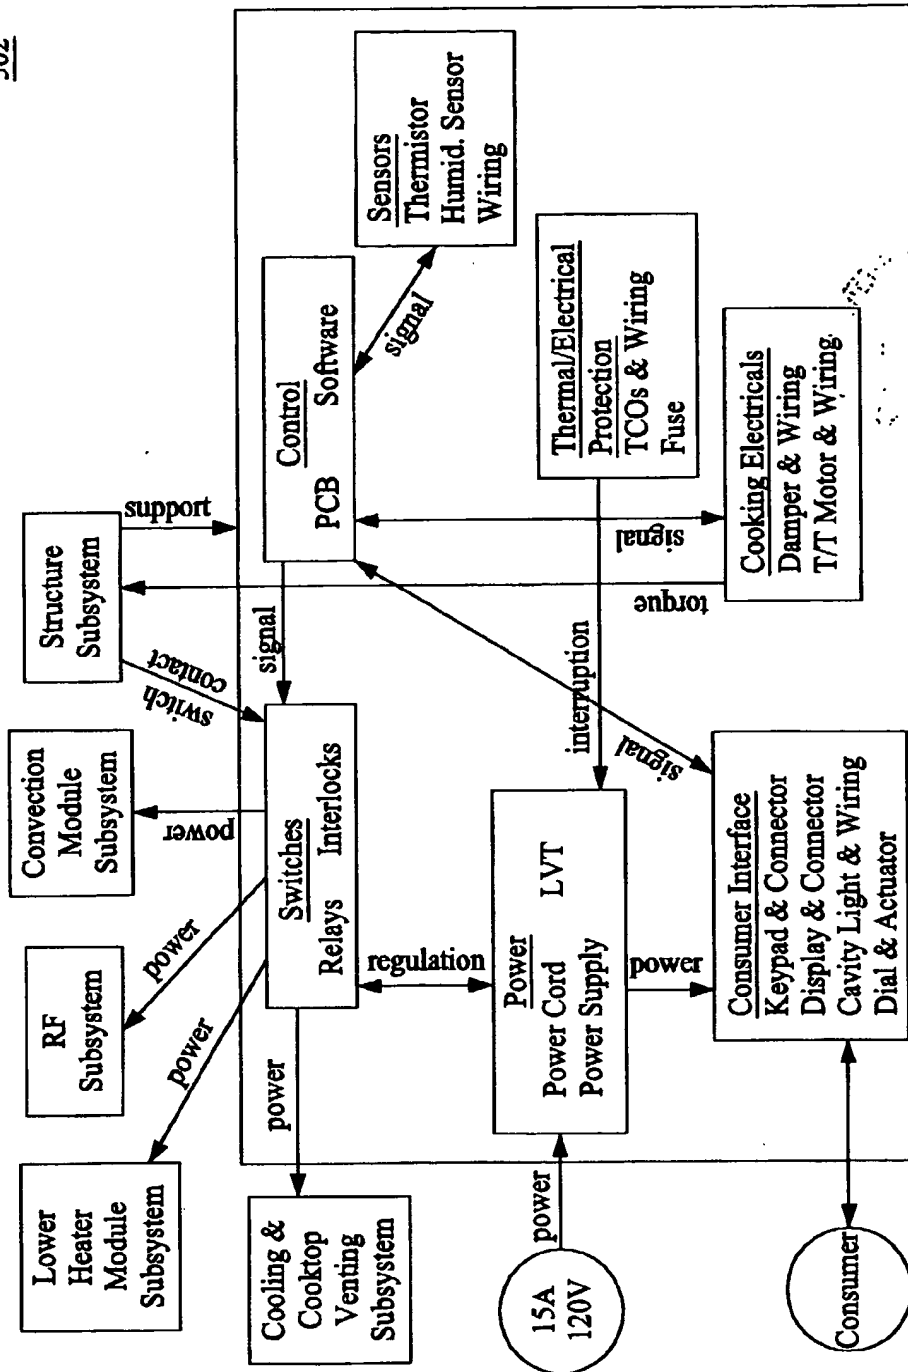 302
Structure
Subsystem
support
switch
contact
Convection
Module
Subsystem
power
RF
Subsystem
power
Lower
Heater
Module
Subsystem
power
Cooling &
Cooktop
Venting
Subsystem
power
Switches
Relays Interlocks
signal
Control
PCB Software
signal
Sensors
Thermistor
Humid. Sensor
Wiring
regulation
Power
Power Cord LVT
Power Supply
power
15A
120V
interruption
Thermal/Electrical
Protection
TCOs & Wiring
Fuse
signal
torque
Cooking Electricals
Damper & Wiring
T/T Motor & Wiring
signal
power
Consumer Interface
Keypad & Connector
Display & Connector
Cavity Light & Wiring
Dial & Actuator
Consumer